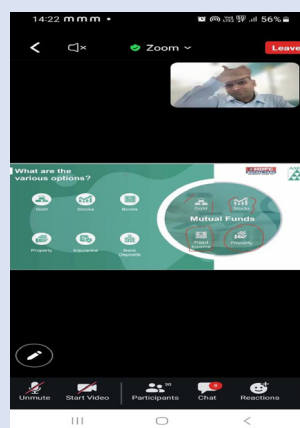 14:22
56%
Zoom
Leave
What are the
various options?
Gold
Stocks
Bonds
Property
Insurance
Bank
Deposits
Gold
Stocks
Mutual Funds
Fixed
Income
Property
Unmute
Start Video
Participants
20
Chat
Reactions